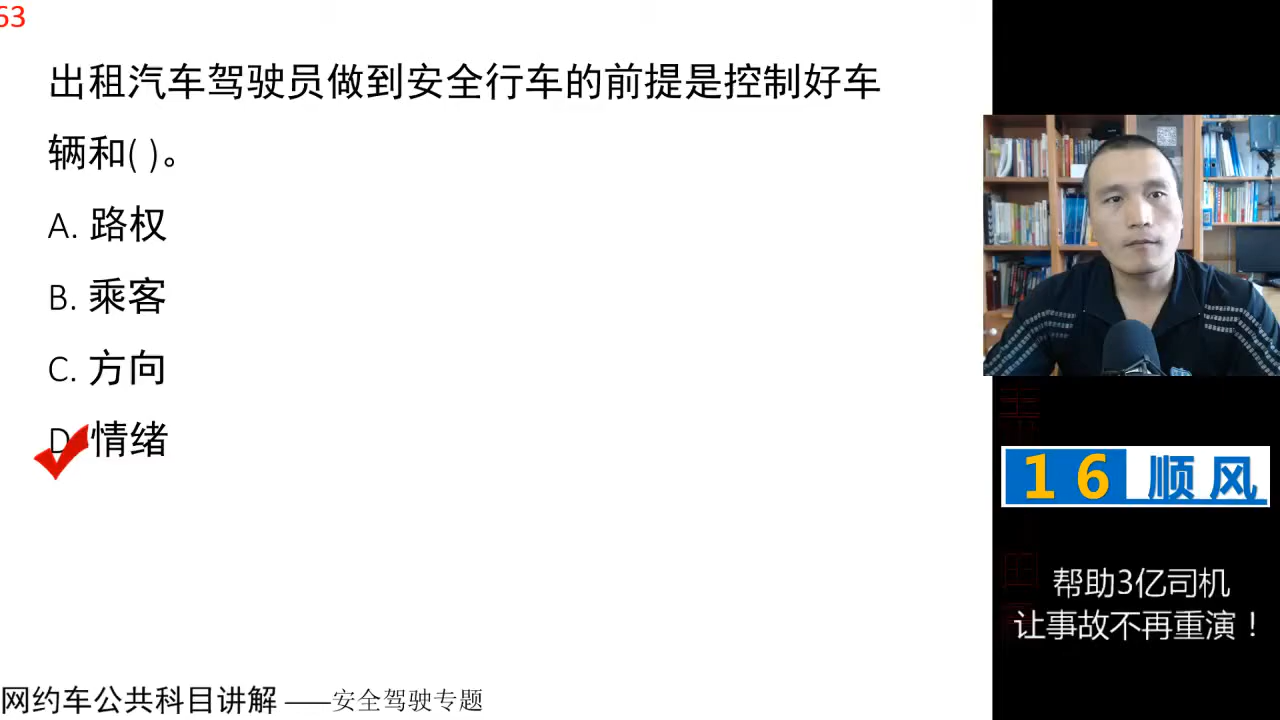 63
出租汽车驾驶员做到安全行车的前提是控制好车
辆和( )。
A. 路权
B. 乘客
C. 方向
D 情绪
16 顺风
帮助3亿司机
让事故不再重演！
网约车公共科目讲解 ——安全驾驶专题